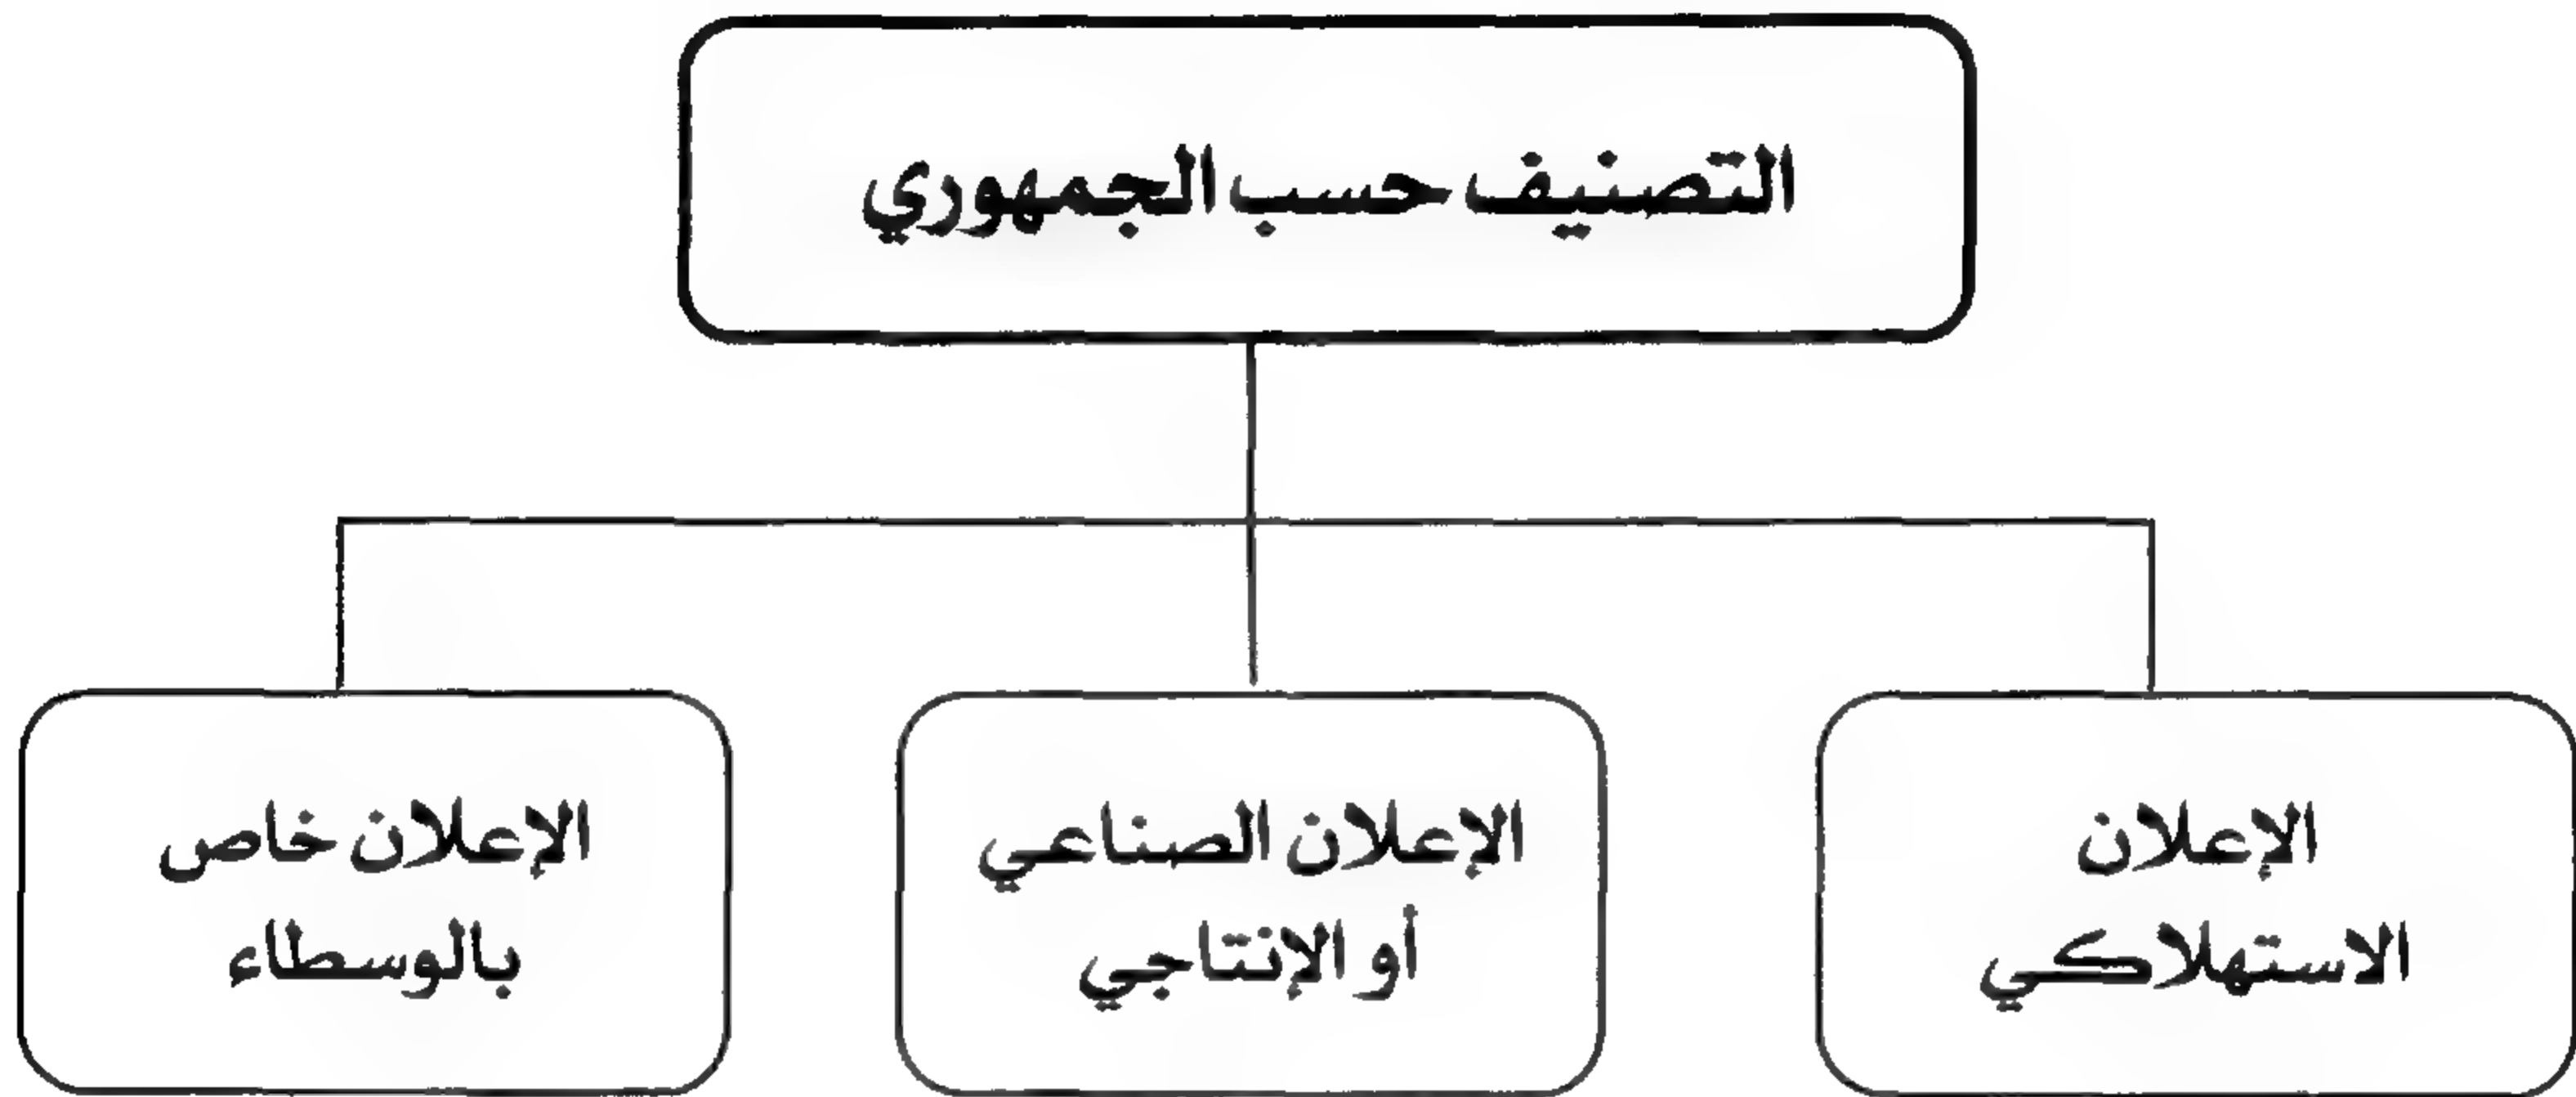 التصنيف حسب الجمهوري
الإعلان
الاستهلاكي
الإعلان الصناعي
أو الإنتاجي
الإعلان خاص
بالوسطاء